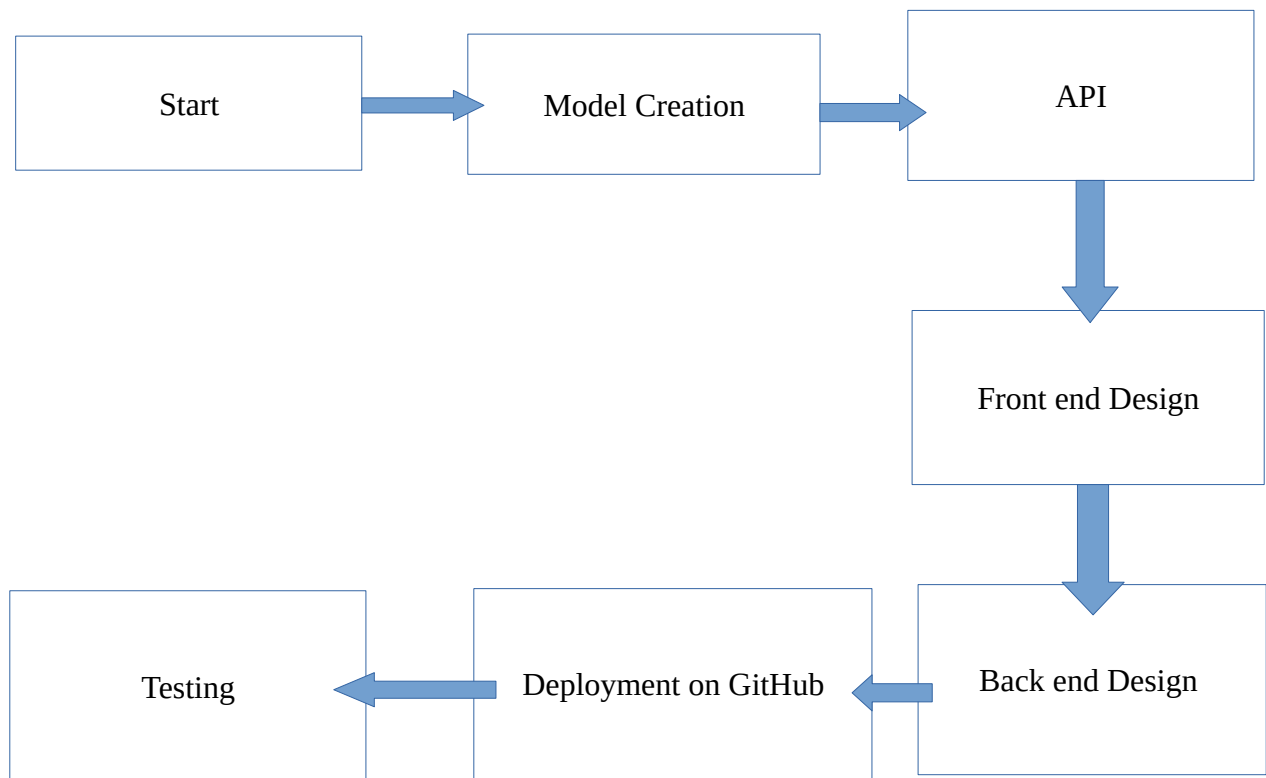 Start
Model Creation
API
Front end Design
Back end Design
Deployment on GitHub
Testing